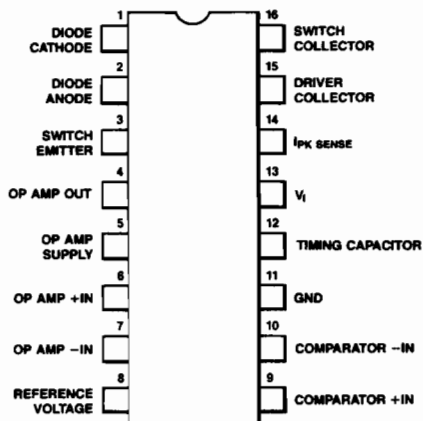 1
DIODE
CATHODE
2
DIODE
ANODE
3
SWITCH
EMITTER
4
OP AMP OUT
5
OP AMP
SUPPLY
6
OP AMP +IN
7
OP AMP −IN
8
REFERENCE
VOLTAGE
16
SWITCH
COLLECTOR
15
DRIVER
COLLECTOR
14
IPK SENSE
13
VI
12
TIMING CAPACITOR
11
GND
10
COMPARATOR −IN
9
COMPARATOR +IN